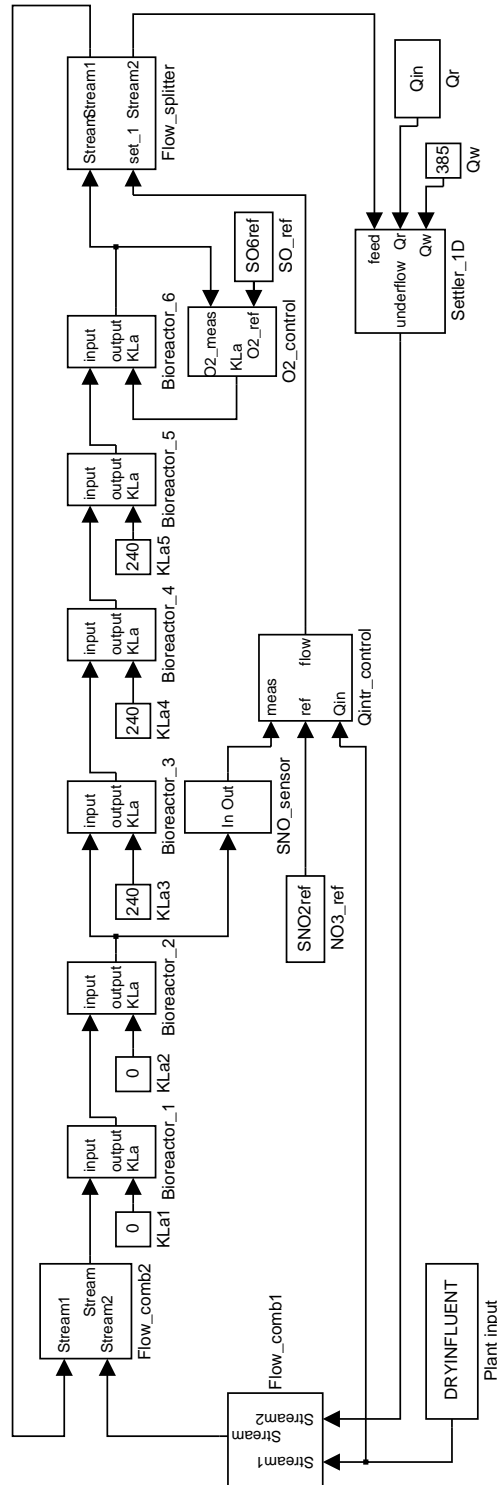 Stream1
Stream
Stream2
Flow_comb2
0
KLa1
input
output
KLa
Bioreactor_1
0
KLa2
input
output
KLa
Bioreactor_2
240
KLa3
input
output
KLa
Bioreactor_3
240
KLa4
input
output
KLa
Bioreactor_4
240
KLa5
input
output
KLa
Bioreactor_5
input
output
KLa
Bioreactor_6
Stream
Stream1
set_1
Stream2
Flow_splitter
O2_meas
KLa
O2_ref
O2_control
SO6ref
SO_ref
In Out
SNO_sensor
SNO2ref
NO3_ref
meas
ref
flow
Qin
Qintr_control
Stream1
Stream
Stream2
Flow_comb1
feed
Qr
underflow
Qw
Settler_1D
Qin
Qr
385
Qw
DRYINFLUENT
Plant input